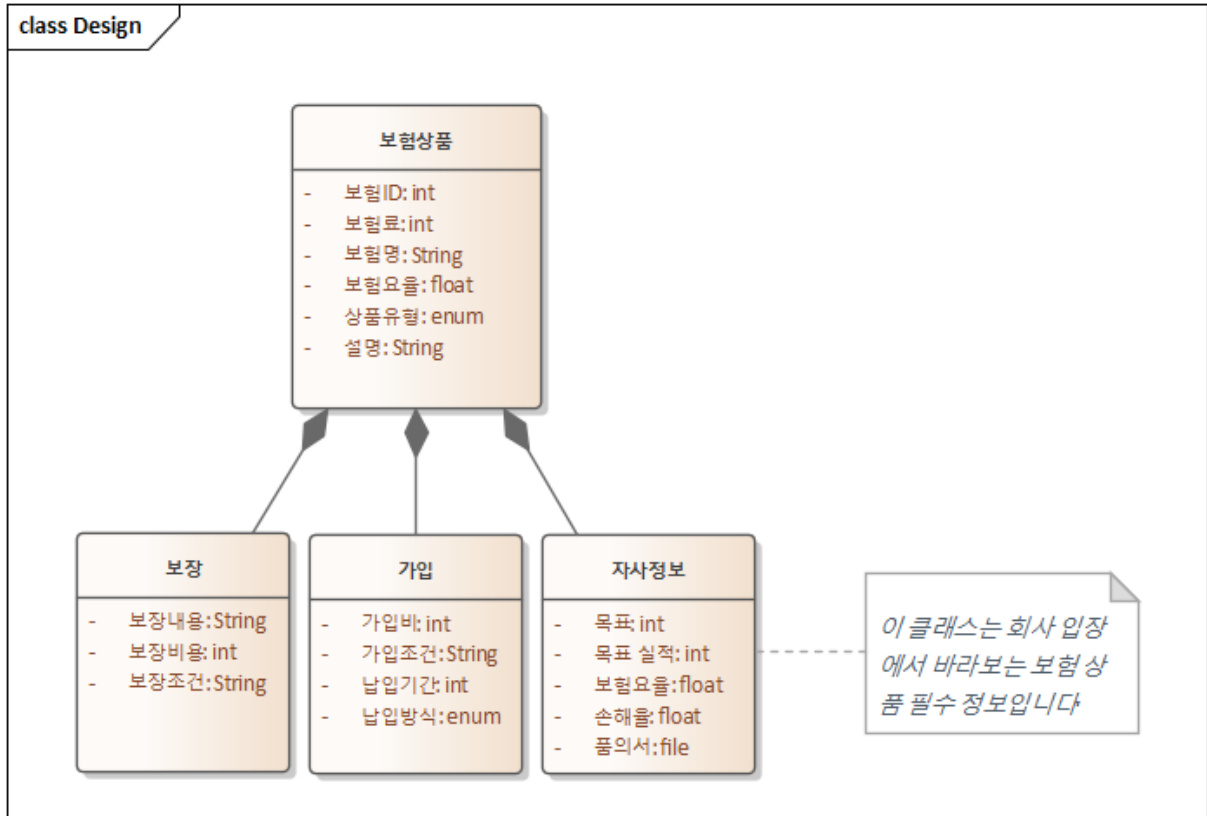 class Design
보험상품
- 보험ID: int
- 보험료: int
- 보험명: String
- 보험요율: float
- 상품유형: enum
- 설명: String
보장
- 보장내용: String
- 보장비용: int
- 보장조건: String
가입
- 가입비: int
- 가입조건: String
- 납입기간: int
- 납입방식: enum
자사정보
- 목표: int
- 목표 실적: int
- 보험요율: float
- 손해율: float
- 품의서: file
이 클래스는 회사 입장
에서 바라보는 보험 상
품 필수 정보입니다.